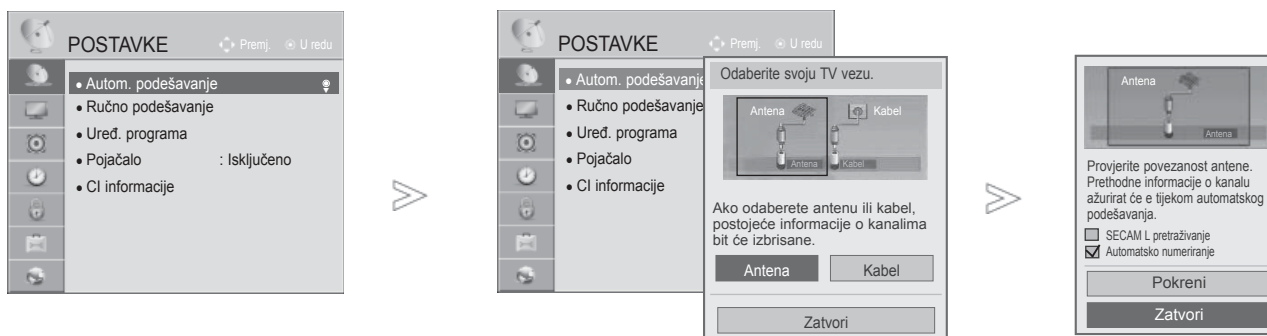 POSTAVKE
Premj. U redu
• Autom. podešavanje
• Ručno podešavanje
• Uređ. programa
• Pojačalo : Isključeno
• CI informacije
>
POSTAVKE
Premj. U redu
• Autom. podešavanje
• Ručno podešavanje
• Uređ. programa
• Pojačalo
• CI informacije
Odaberite svoju TV vezu.
Antena Kabel
Antena Kabel
Ako odaberete antenu ili kabel,
postojeće informacije o kanalima
bit će izbrisane.
Antena Kabel
Zatvori
>
Antena
Antena
Provjerite povezanost antene.
Prethodne informacije o kanalu
ažurirat će e tijekom automatskog
podešavanja.
SECAM L pretraživanje
Automatsko numeriranje
Pokreni
Zatvori